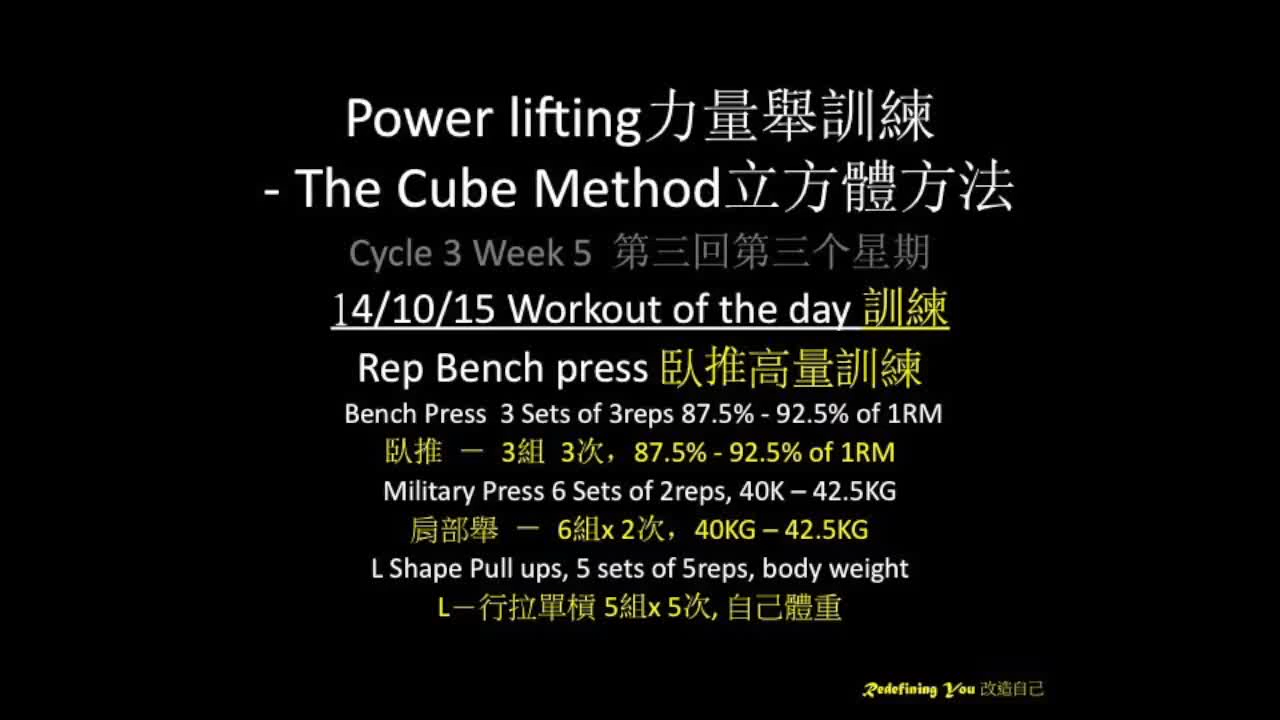 Power lifting力量舉訓練
- The Cube Method立方體方法
Cycle 3 Week 5 第三回第三个星期
14/10/15 Workout of the day 訓練
Rep Bench press 臥推高量訓練
Bench Press 3 Sets of 3reps 87.5% - 92.5% of 1RM
臥推 － 3組 3次，87.5% - 92.5% of 1RM
Military Press 6 Sets of 2reps, 40K – 42.5KG
肩部舉 － 6組x 2次，40KG – 42.5KG
L Shape Pull ups, 5 sets of 5reps, body weight
L－行拉單槓 5組x 5次, 自己體重
Redefining You 改造自己